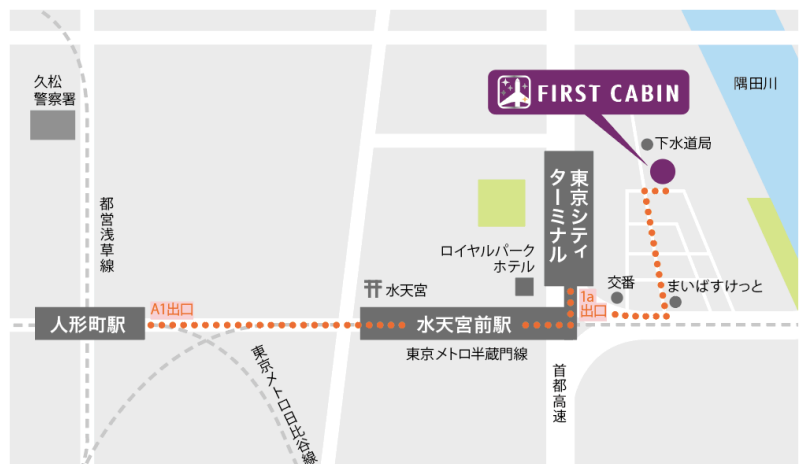 久松
警察署
FIRST CABIN
隅田川
下水道局
都営浅草線
東京シティ
ターミナル
ロイヤルパーク
ホテル
水天宮
交番
まいばすけっと
A1出口
1a
出口
人形町駅
水天宮前駅
東京メトロ半蔵門線
東京メトロ日比谷線
首都高速